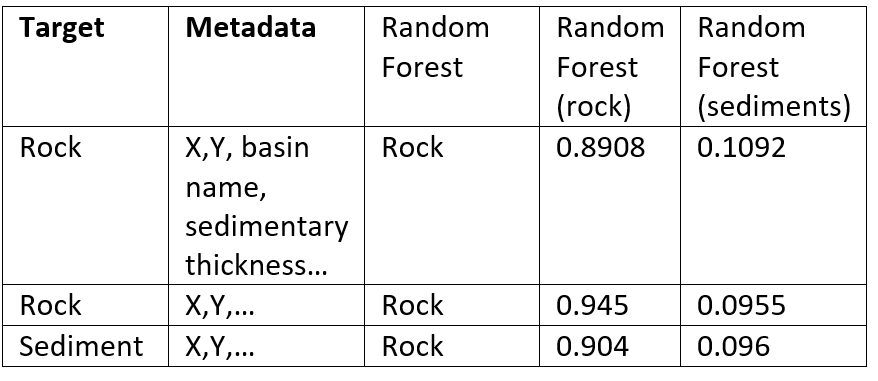 Target Metadata Random Forest Random Forest (rock) Random Forest (sediments)
Rock X,Y, basin name, sedimentary thickness... Rock 0.8908 0.1092
Rock X,Y,... Rock 0.945 0.0955
Sediment X,Y,... Rock 0.904 0.096